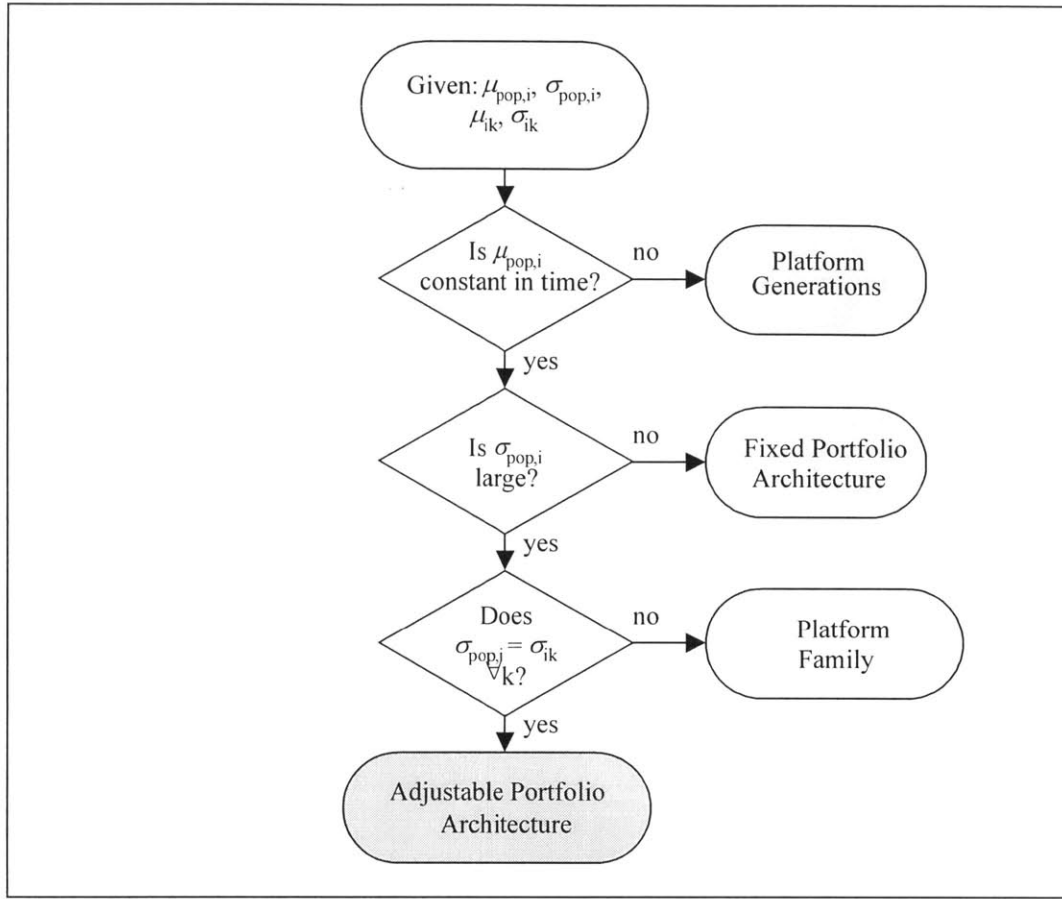 Given: μpop,i, σpop,i,
μik, σik
Is μpop,i
constant in time?
no
Platform
Generations
yes
Is σpop,i
large?
no
Fixed Portfolio
Architecture
yes
Does
σpop,i = σik
∀k?
no
Platform
Family
yes
Adjustable Portfolio
Architecture